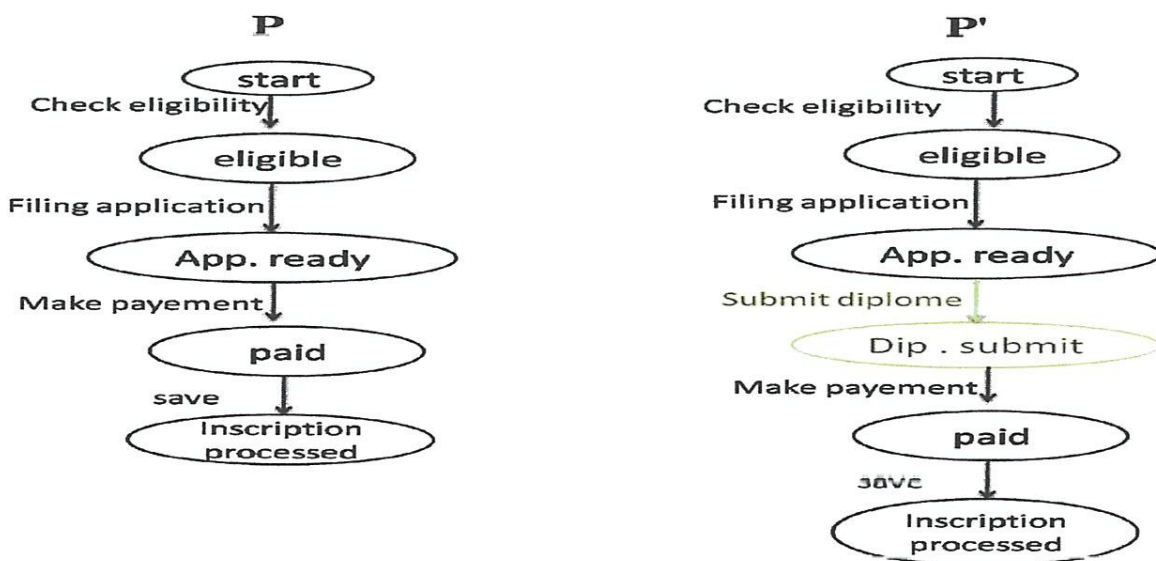 P
start
Check eligibility
eligible
Filing application
App. ready
Make payement
paid
save
Inscription
processed
P'
start
Check eligibility
eligible
Filing application
App. ready
Submit diplome
Dip . submit
Make payement
paid
save
Inscription
processed